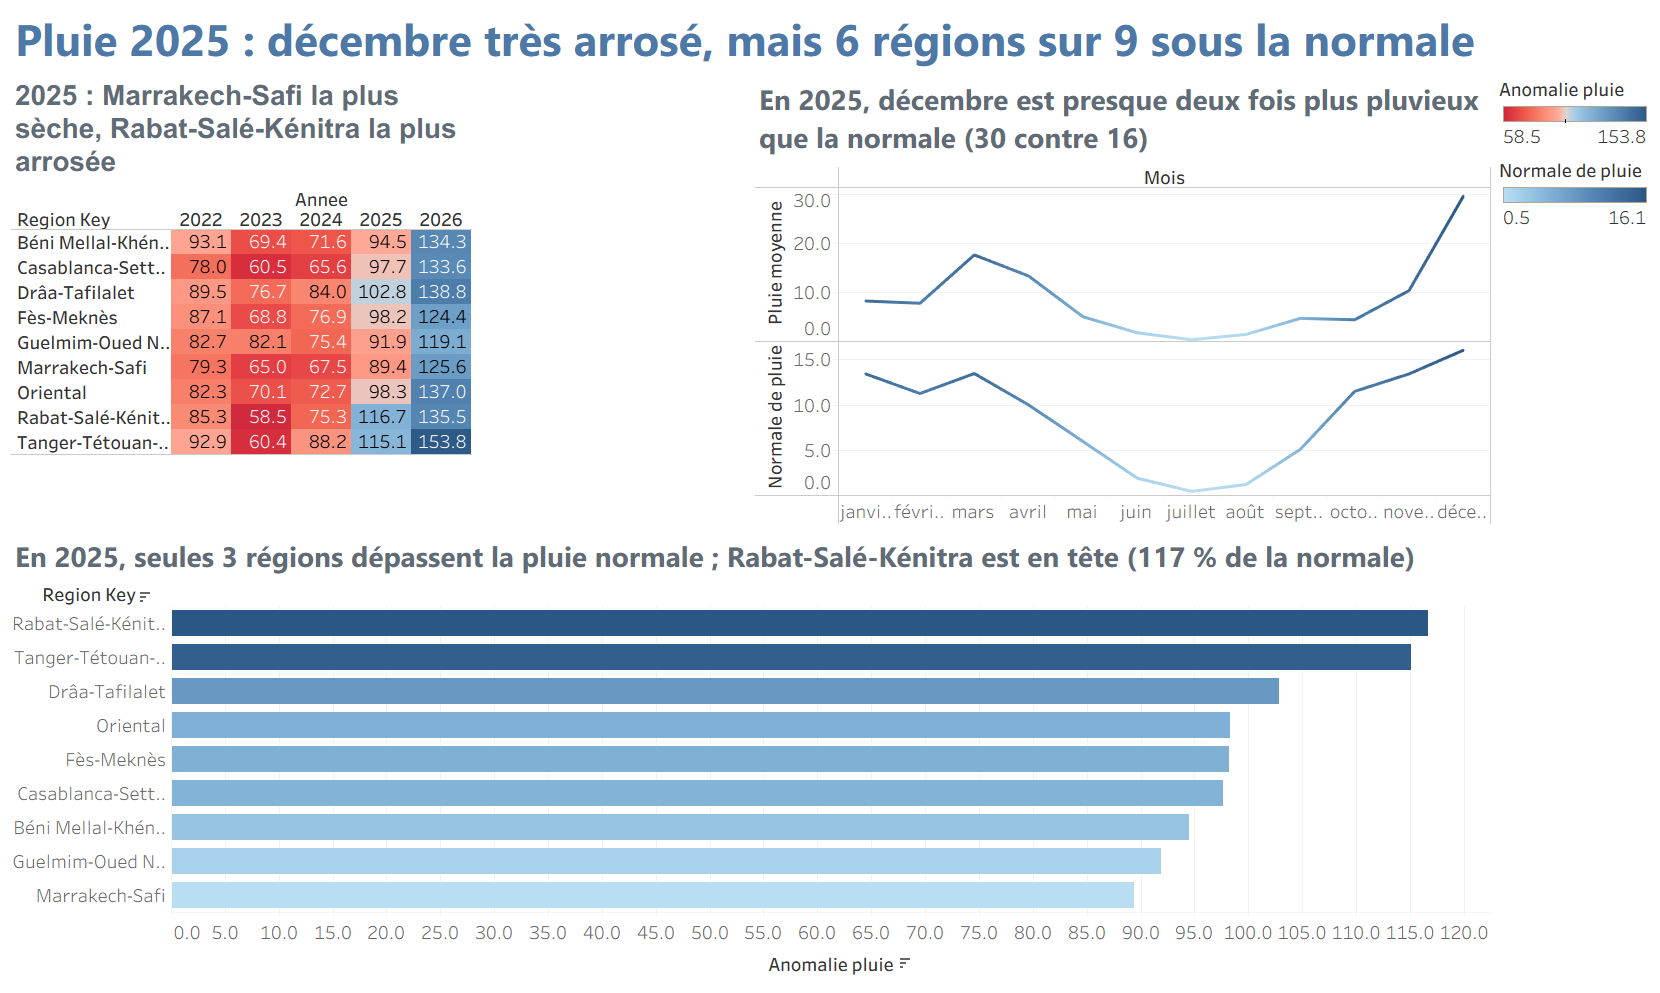 Pluie 2025 : décembre très arrosé, mais 6 régions sur 9 sous la normale
2025 : Marrakech-Safi la plus
sèche, Rabat-Salé-Kénitra la plus
arrosée
Annee
Region Key 2022 2023 2024 2025 2026
Béni Mellal-Khén.. 93.1 69.4 71.6 94.5 134.3
Casablanca-Sett.. 78.0 60.5 65.6 97.7 133.6
Drâa-Tafilalet 89.5 76.7 84.0 102.8 138.8
Fès-Meknès 87.1 68.8 76.9 98.2 124.4
Guelmim-Oued N.. 82.7 82.1 75.4 91.9 119.1
Marrakech-Safi 79.3 65.0 67.5 89.4 125.6
Oriental 82.3 70.1 72.7 98.3 137.0
Rabat-Salé-Kénit.. 85.3 58.5 75.3 116.7 135.5
Tanger-Tétouan-.. 92.9 60.4 88.2 115.1 153.8
En 2025, décembre est presque deux fois plus pluvieux
que la normale (30 contre 16)
Mois
Pluie moyenne
30.0
20.0
10.0
0.0
Normale de pluie
15.0
10.0
5.0
0.0
janvi.. févri.. mars avril mai juin juillet août sept.. octo.. nove.. déce..
Anomalie pluie
58.5 153.8
Normale de pluie
0.5 16.1
En 2025, seules 3 régions dépassent la pluie normale ; Rabat-Salé-Kénitra est en tête (117 % de la normale)
Region Key
Rabat-Salé-Kénit..
Tanger-Tétouan-..
Drâa-Tafilalet
Oriental
Fès-Meknès
Casablanca-Sett..
Béni Mellal-Khén..
Guelmim-Oued N..
Marrakech-Safi
0.0 5.0 10.0 15.0 20.0 25.0 30.0 35.0 40.0 45.0 50.0 55.0 60.0 65.0 70.0 75.0 80.0 85.0 90.0 95.0 100.0 105.0 110.0 115.0 120.0
Anomalie pluie